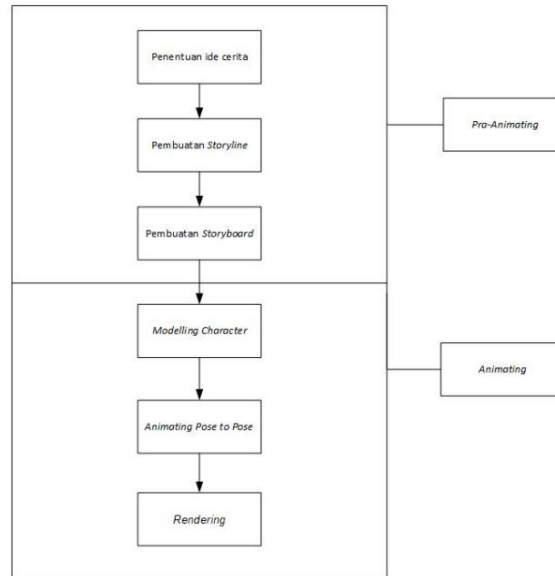 Penentuan ide cerita
Pra-Animating
Pembuatan Storyline
Pembuatan Storyboard
Modelling Character
Animating
Animating Pose to Pose
Rendering